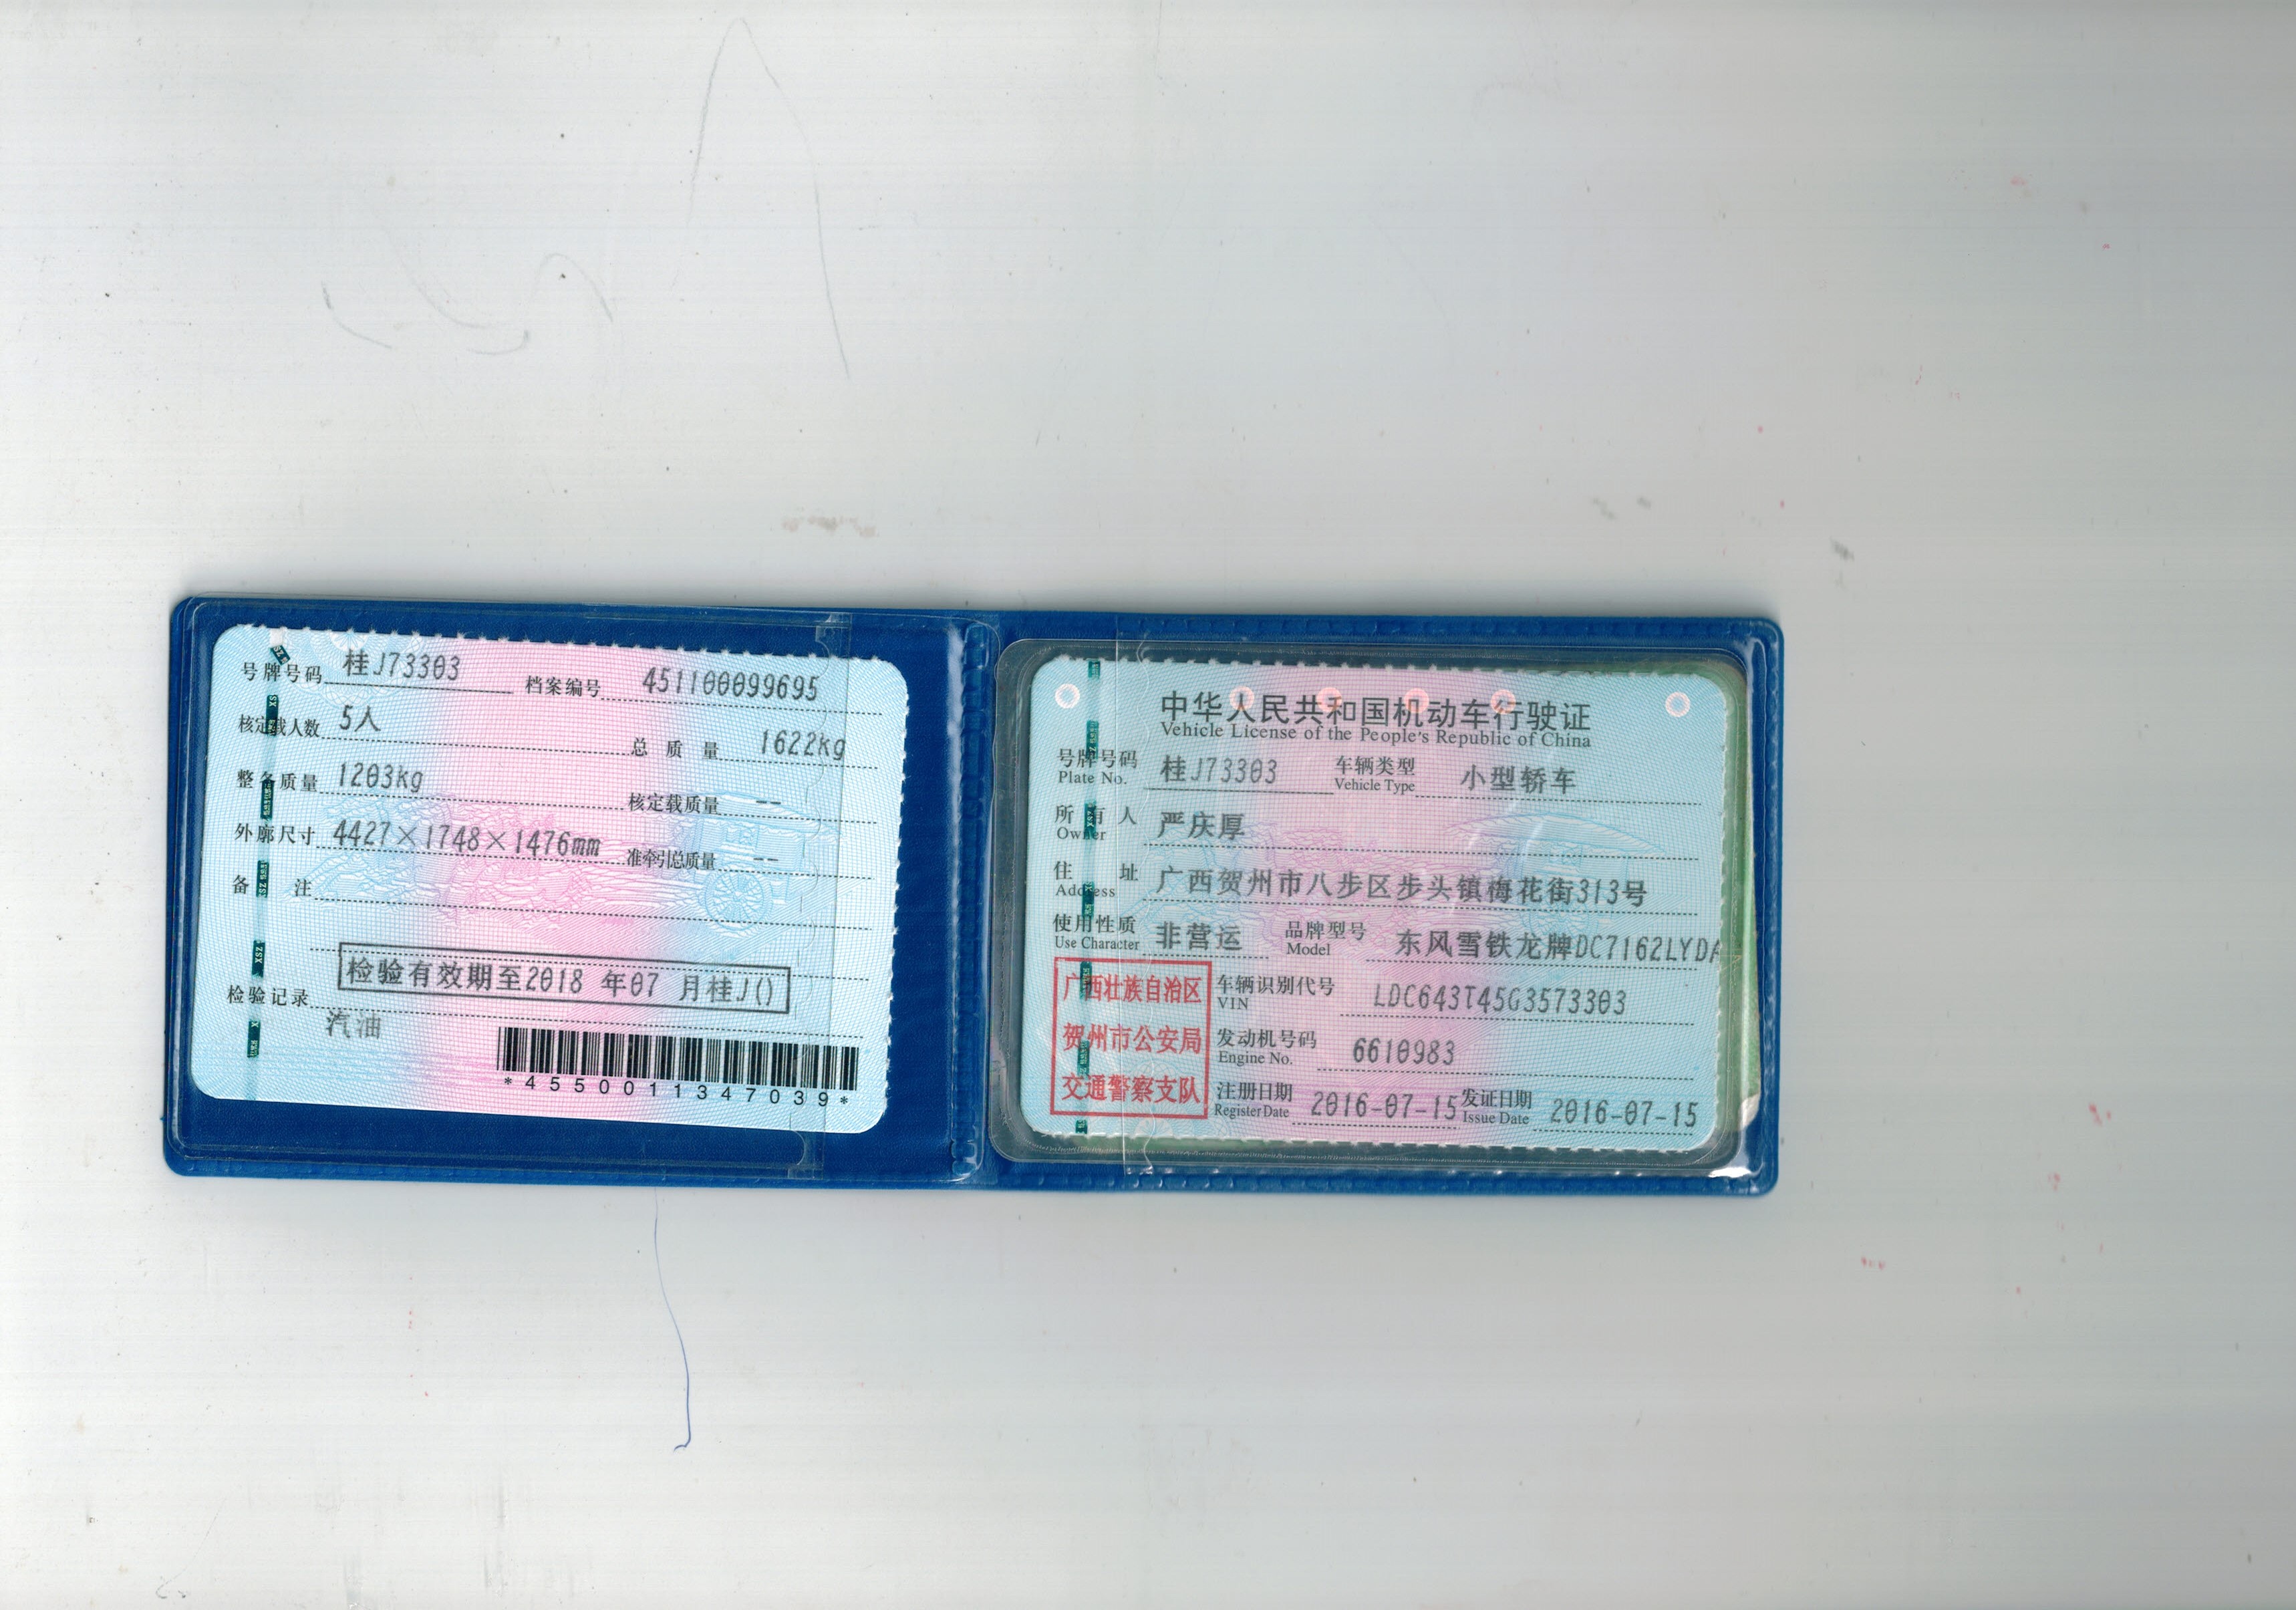 号牌号码 桂J73303 档案编号 451100099695
核定载人数 5人 总质量 1622kg
整备质量 1203kg 核定载质量 --
外廓尺寸 4427×1748×1476mm 准牵引总质量 --
备注
检验有效期至2018 年07 月桂J()
检验记录
汽油
*4550011347039*
中华人民共和国机动车行驶证
Vehicle License of the People's Republic of China
号牌号码 桂J73303 车辆类型 小型轿车
Plate No. Vehicle Type
所有人 严庆厚
Owner
住址 广西贺州市八步区步头镇梅花街313号
Address
使用性质 非营运 品牌型号 东风雪铁龙牌DC7162LYDA
Use Character Model
广西壮族自治区
贺州市公安局
交通警察支队
车辆识别代号 LDC643T45G3573303
VIN
发动机号码 6610983
Engine No.
注册日期 2016-07-15 发证日期 2016-07-15
Register Date Issue Date